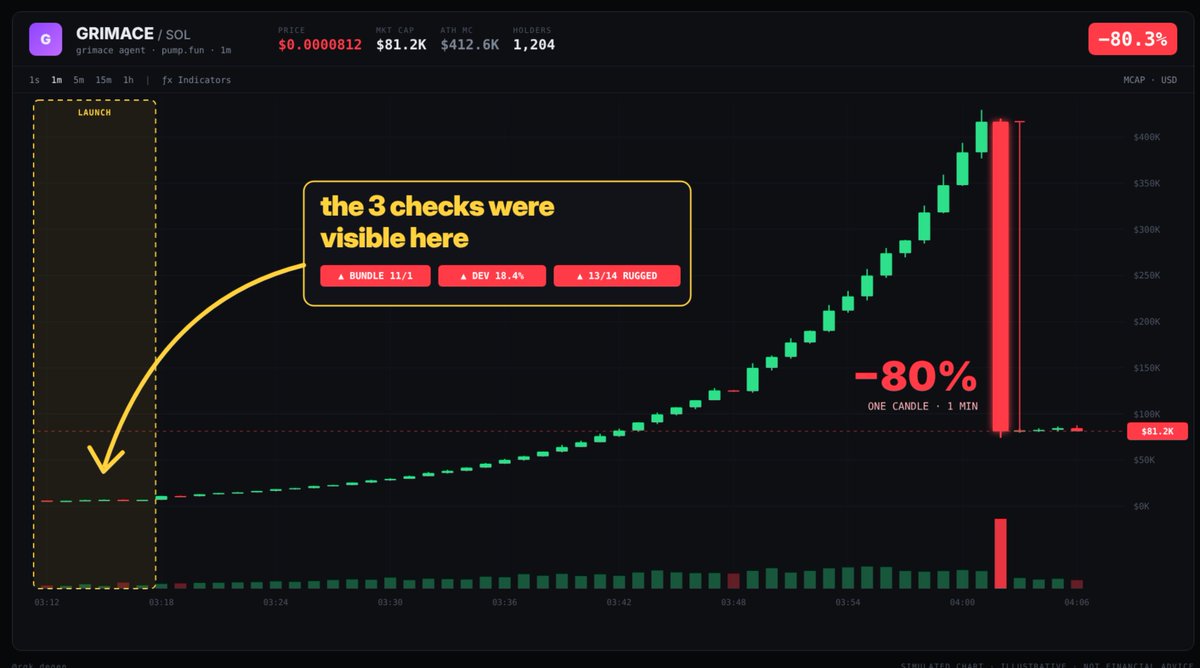 G
GRIMACE / SOL
grimace agent · pump.fun · 1m
PRICE
$0.0000812
MKT CAP
$81.2K
ATH MC
$412.6K
HOLDERS
1,204
−80.3%
1s 1m 5m 15m 1h | ƒx Indicators
MCAP · USD
LAUNCH
the 3 checks were
visible here
▲ BUNDLE 11/1
▲ DEV 18.4%
▲ 13/14 RUGGED
−80%
ONE CANDLE · 1 MIN
$400K
$350K
$300K
$250K
$200K
$150K
$100K
$81.2K
$50K
$0K
03:12 03:18 03:24 03:30 03:36 03:42 03:48 03:54 04:00 04:06
SIMULATED CHART · ILLUSTRATIVE · NOT FINANCIAL ADVICE